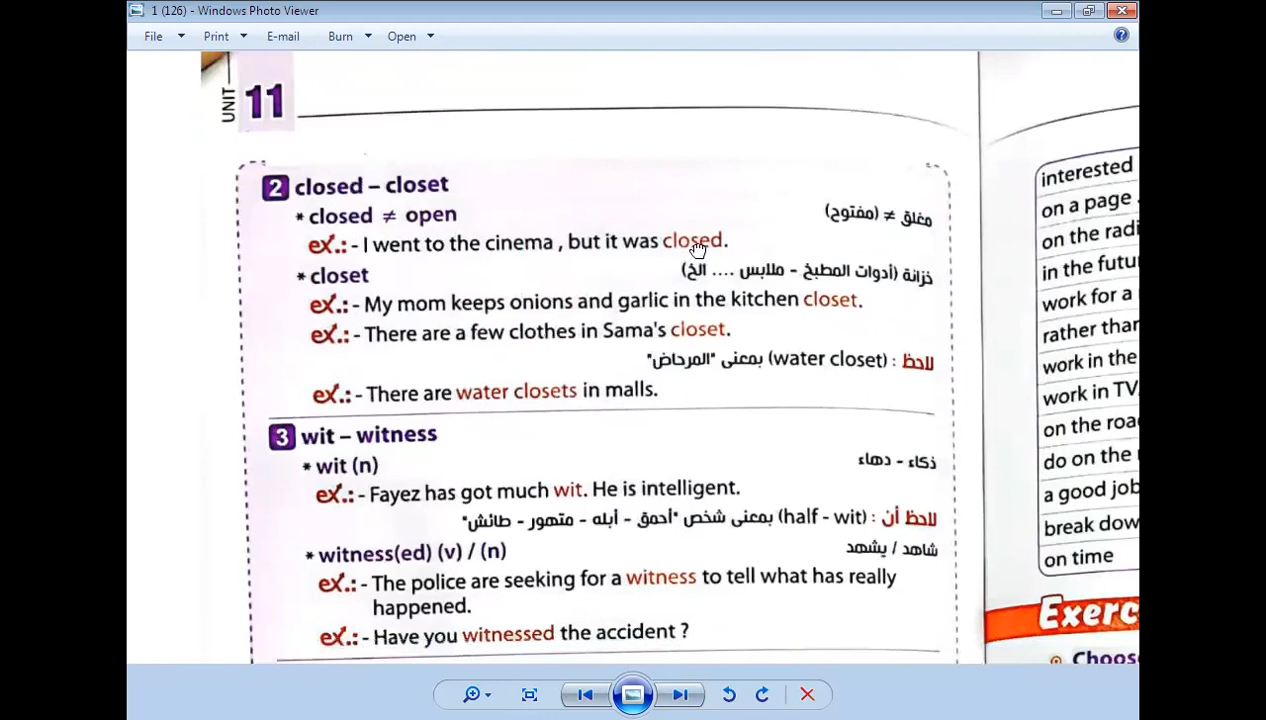 1 (126) - Windows Photo Viewer
File Print E-mail Burn Open
UNIT 11
2 closed – closet
* closed ≠ open مغلق ≠ (مفتوح)
ex.: - I went to the cinema , but it was closed.
* closet خزانة (أدوات المطبخ - ملابس .... الخ)
ex.: - My mom keeps onions and garlic in the kitchen closet.
ex.: - There are a few clothes in Sama's closet.
لاحظ : (water closet) بمعنى "المرحاض"
ex.: - There are water closets in malls.
3 wit – witness
* wit (n) ذكاء - دهاء
ex.: - Fayez has got much wit. He is intelligent.
لاحظ أن : (half - wit) بمعنى شخص "أحمق - أبله - متهور - طائش"
* witness(ed) (v) / (n) شاهد / يشهد
ex.: - The police are seeking for a witness to tell what has really
happened.
ex.: - Have you witnessed the accident ?
interested
on a page
on the radi
in the futu
work for a
rather than
work in the
work in TV
on the roa
do on the
a good job
break dow
on time
Exerc
Choos